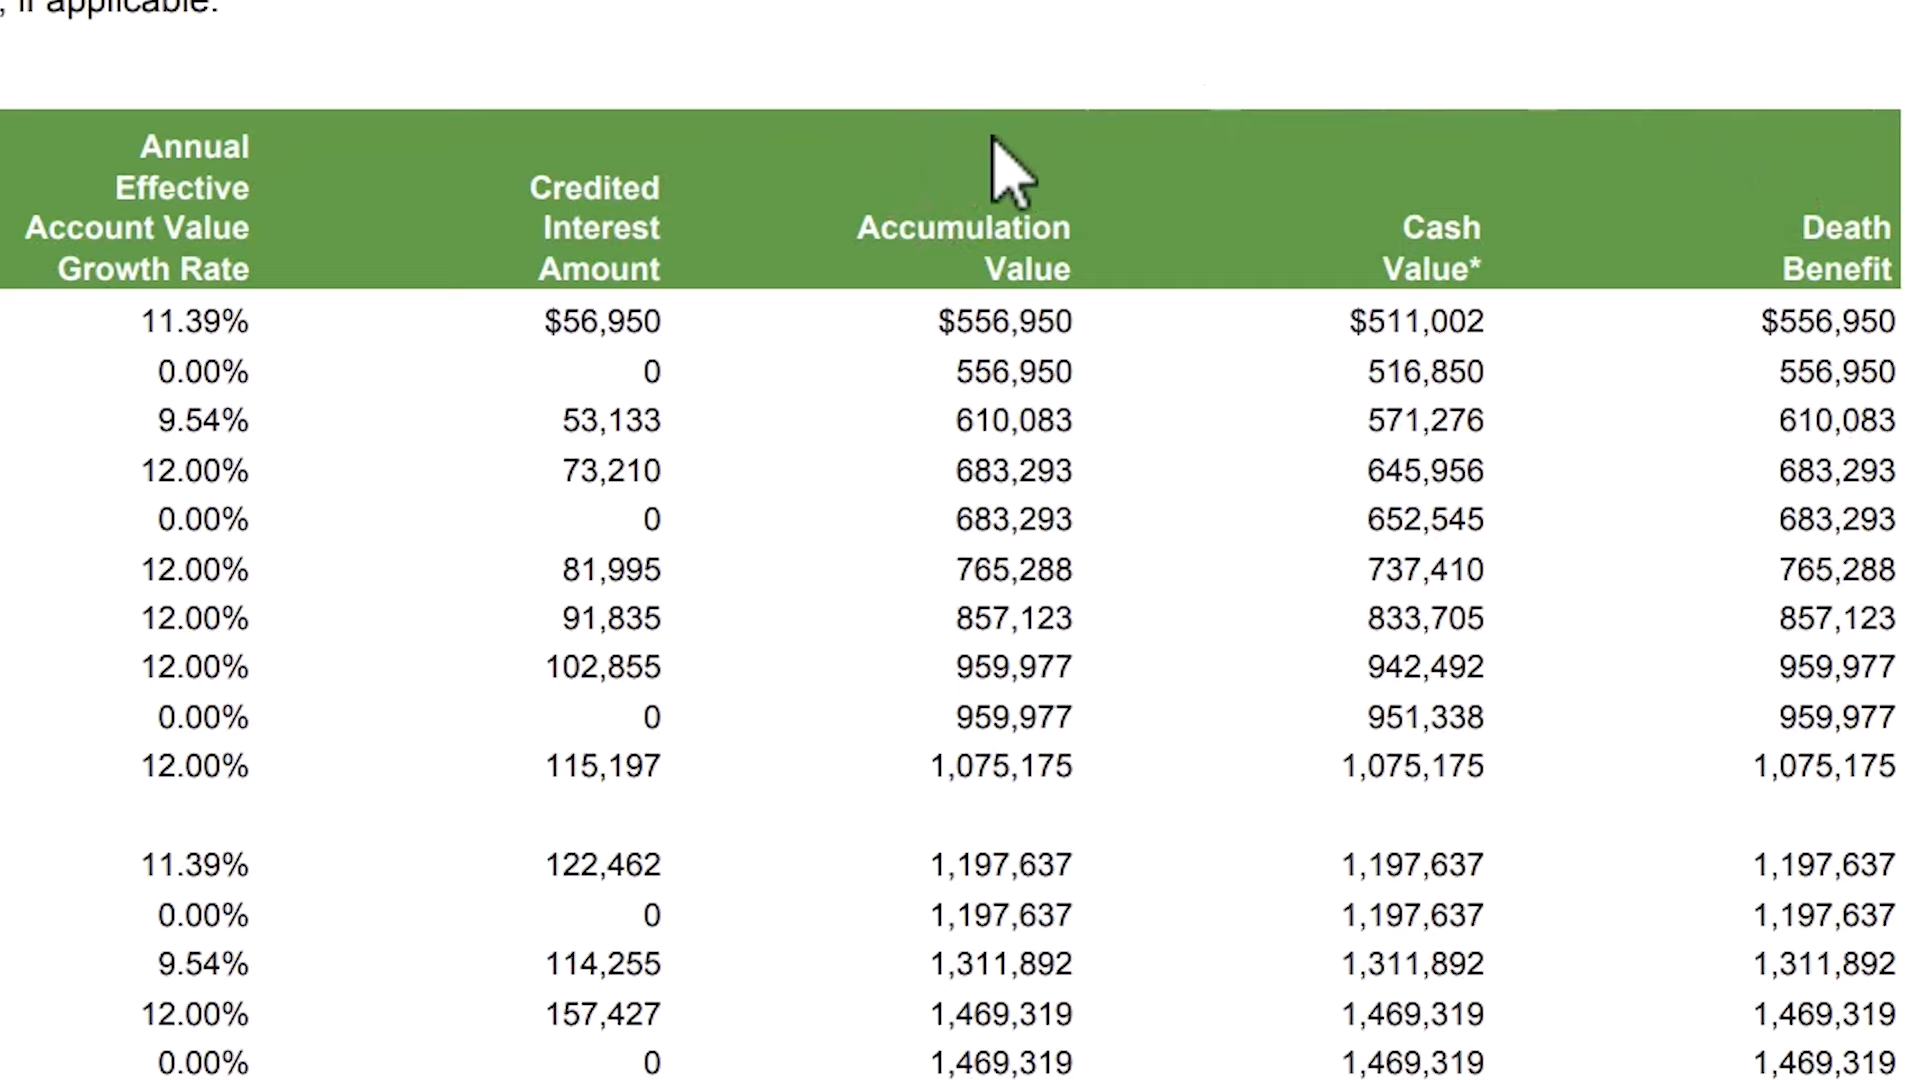 , if applicable.
Annual
Effective Credited
Account Value Interest Accumulation Cash Death
Growth Rate Amount Value Value* Benefit
11.39% $56,950 $556,950 $511,002 $556,950
0.00% 0 556,950 516,850 556,950
9.54% 53,133 610,083 571,276 610,083
12.00% 73,210 683,293 645,956 683,293
0.00% 0 683,293 652,545 683,293
12.00% 81,995 765,288 737,410 765,288
12.00% 91,835 857,123 833,705 857,123
12.00% 102,855 959,977 942,492 959,977
0.00% 0 959,977 951,338 959,977
12.00% 115,197 1,075,175 1,075,175 1,075,175
11.39% 122,462 1,197,637 1,197,637 1,197,637
0.00% 0 1,197,637 1,197,637 1,197,637
9.54% 114,255 1,311,892 1,311,892 1,311,892
12.00% 157,427 1,469,319 1,469,319 1,469,319
0.00% 0 1,469,319 1,469,319 1,469,319